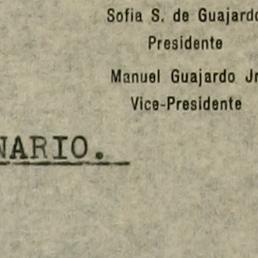 Sofia S. de Guajardo
Presidente
Manuel Guajardo Jr
Vice-Presidente
NARIO.